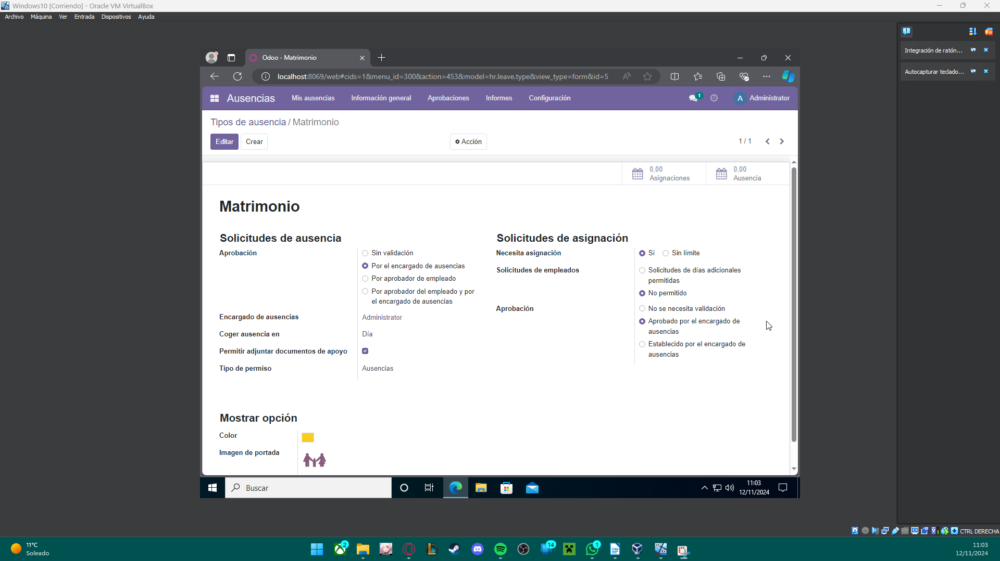 Windows10 [Corriendo] - Oracle VM VirtualBox
Archivo Máquina Ver Entrada Dispositivos Ayuda
Integración de ratón...
Autocapturar teclado...
Odoo - Matrimonio
localhost:8069/web#cids=1&menu_id=300&action=453&model=hr.leave.type&view_type=form&id=5
Ausencias Mis ausencias Información general Aprobaciones Informes Configuración 1 A Administrator
Tipos de ausencia / Matrimonio
Editar Crear Acción 1 / 1
0,00 Asignaciones
0,00 Ausencia
Matrimonio
Solicitudes de ausencia
Aprobación
Sin validación
Por el encargado de ausencias
Por aprobador de empleado
Por aprobador del empleado y por
el encargado de ausencias
Encargado de ausencias Administrator
Coger ausencia en Día
Permitir adjuntar documentos de apoyo
Tipo de permiso Ausencias
Solicitudes de asignación
Necesita asignación Sí Sin límite
Solicitudes de empleados
Solicitudes de días adicionales
permitidas
No permitido
Aprobación
No se necesita validación
Aprobado por el encargado de
ausencias
Establecido por el encargado de
ausencias
Mostrar opción
Color
Imagen de portada
Buscar
11:03
12/11/2024
CTRL DERECHA
11°C
Soleado
2
14
1
11:03
12/11/2024